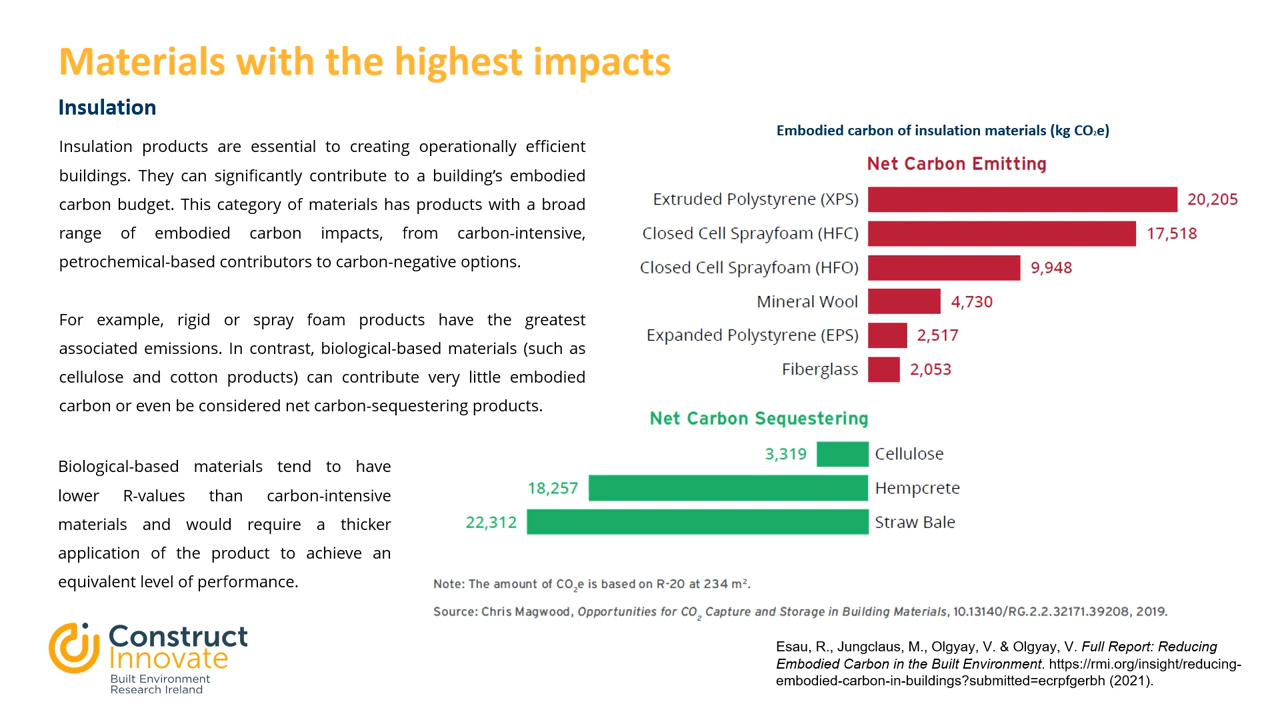 Materials with the highest impacts
Insulation
Insulation products are essential to creating operationally efficient
buildings. They can significantly contribute to a building’s embodied
carbon budget. This category of materials has products with a broad
range of embodied carbon impacts, from carbon-intensive,
petrochemical-based contributors to carbon-negative options.
For example, rigid or spray foam products have the greatest
associated emissions. In contrast, biological-based materials (such as
cellulose and cotton products) can contribute very little embodied
carbon or even be considered net carbon-sequestering products.
Biological-based materials tend to have
lower R-values than carbon-intensive
materials and would require a thicker
application of the product to achieve an
equivalent level of performance.
Embodied carbon of insulation materials (kg CO₂e)
Net Carbon Emitting
Extruded Polystyrene (XPS) 20,205
Closed Cell Sprayfoam (HFC) 17,518
Closed Cell Sprayfoam (HFO) 9,948
Mineral Wool 4,730
Expanded Polystyrene (EPS) 2,517
Fiberglass 2,053
Net Carbon Sequestering
3,319 Cellulose
18,257 Hempcrete
22,312 Straw Bale
Note: The amount of CO₂e is based on R-20 at 234 m².
Source: Chris Magwood, Opportunities for CO₂ Capture and Storage in Building Materials, 10.13140/RG.2.2.32171.39208, 2019.
Construct
Innovate
Built Environment
Research Ireland
Esau, R., Jungclaus, M., Olgyay, V. & Olgyay, V. Full Report: Reducing
Embodied Carbon in the Built Environment. https://rmi.org/insight/reducing-
embodied-carbon-in-buildings?submitted=ecrpfgerbh (2021).